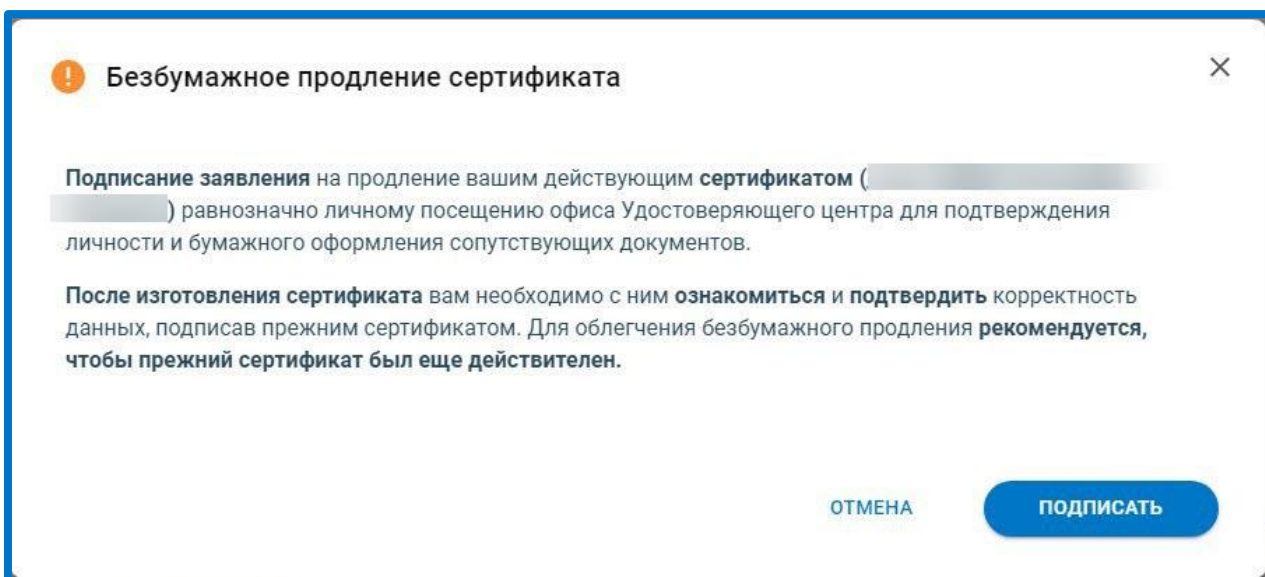 Безбумажное продление сертификата
Подписание заявления на продление вашим действующим сертификатом (
) равнозначно личному посещению офиса Удостоверяющего центра для подтверждения
личности и бумажного оформления сопутствующих документов.
После изготовления сертификата вам необходимо с ним ознакомиться и подтвердить корректность
данных, подписав прежним сертификатом. Для облегчения безбумажного продления рекомендуется,
чтобы прежний сертификат был еще действителен.
ОТМЕНА ПОДПИСАТЬ